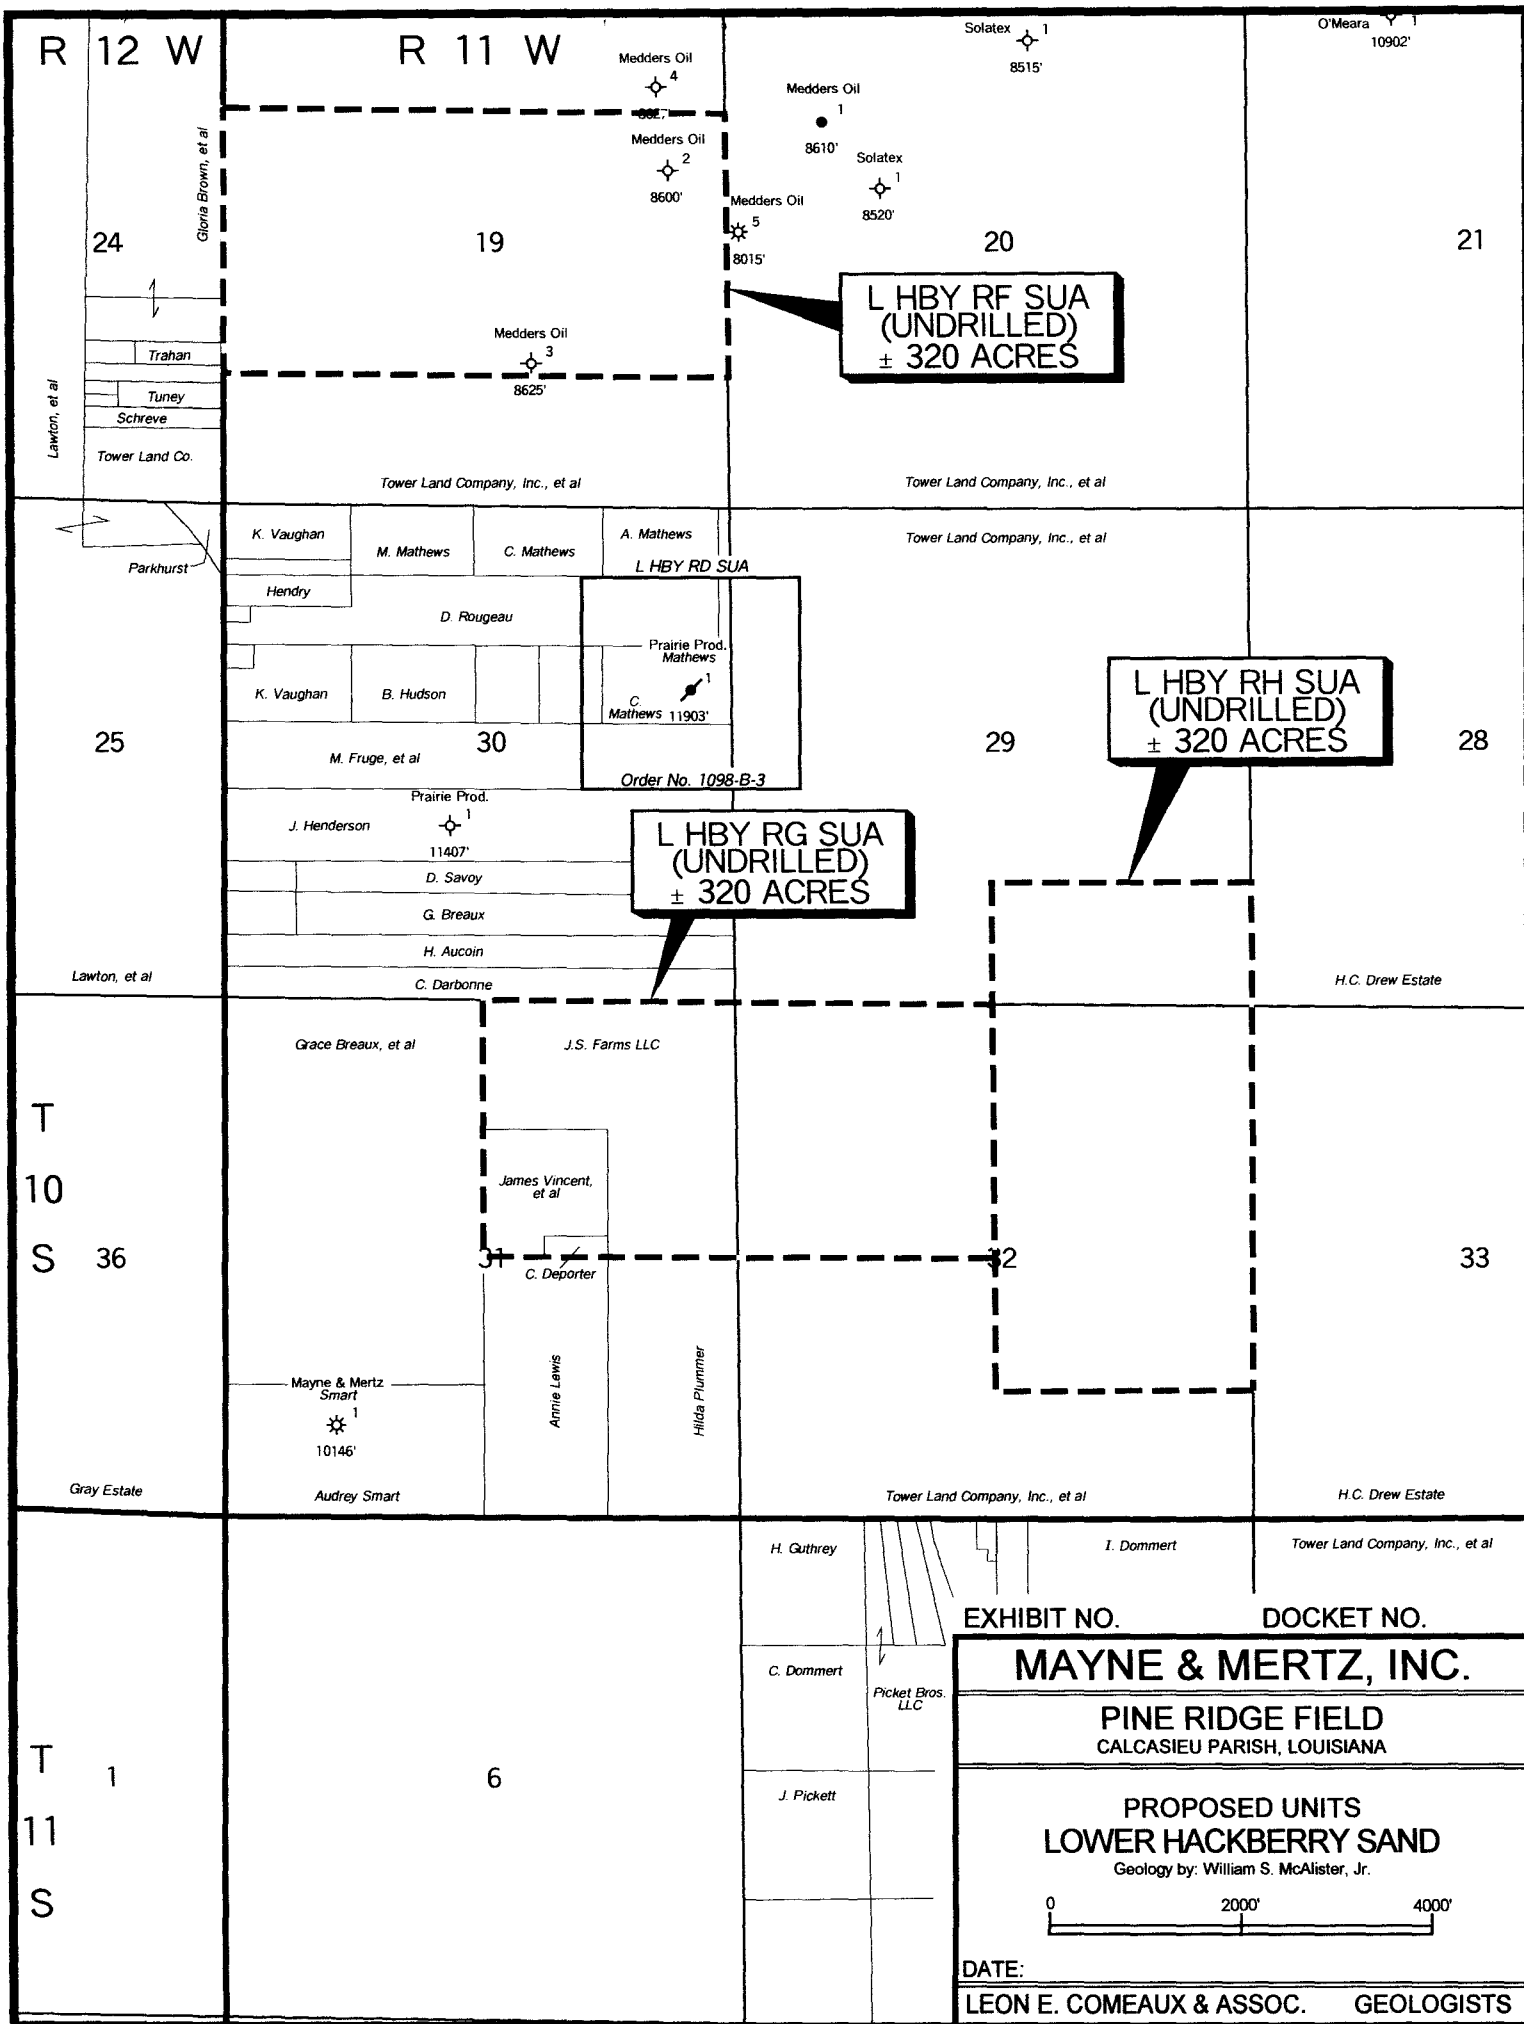 R 12 W
R 11 W
Solatex
1
8515'
O'Meara
1
10902'
Medders Oil
4
Medders Oil
1
8610'
Medders Oil
2
8600'
Solatex
1
8520'
Medders Oil
5
8015'
Gloria Brown, et al
24
19
20
21
L HBY RF SUA
(UNDRILLED)
± 320 ACRES
Medders Oil
3
8625'
Trahan
Tuney
Schreve
Lawton, et al
Tower Land Co.
Tower Land Company, Inc., et al
Tower Land Company, Inc., et al
Parkhurst
K. Vaughan
M. Mathews
C. Mathews
A. Mathews
Tower Land Company, Inc., et al
L HBY RD SUA
Hendry
D. Rougeau
Prairie Prod.
Mathews
1
11903'
K. Vaughan
B. Hudson
C.
Mathews
L HBY RH SUA
(UNDRILLED)
± 320 ACRES
25
30
29
28
M. Fruge, et al
Order No. 1098-B-3
Prairie Prod.
1
11407'
J. Henderson
L HBY RG SUA
(UNDRILLED)
± 320 ACRES
D. Savoy
G. Breaux
H. Aucoin
C. Darbonne
Lawton, et al
H.C. Drew Estate
Grace Breaux, et al
J.S. Farms LLC
T
10
S
James Vincent,
et al
36
31
32
33
C. Deporter
Annie Lewis
Hilda Plummer
Mayne & Mertz
Smart
1
10146'
Gray Estate
Audrey Smart
Tower Land Company, Inc., et al
H.C. Drew Estate
H. Guthrey
I. Dommert
Tower Land Company, Inc., et al
C. Dommert
Picket Bros.
LLC
J. Pickett
T
11
S
1
6
EXHIBIT NO.
DOCKET NO.
MAYNE & MERTZ, INC.
PINE RIDGE FIELD
CALCASIEU PARISH, LOUISIANA
PROPOSED UNITS
LOWER HACKBERRY SAND
Geology by: William S. McAlister, Jr.
0 2000' 4000'
DATE:
LEON E. COMEAUX & ASSOC. GEOLOGISTS